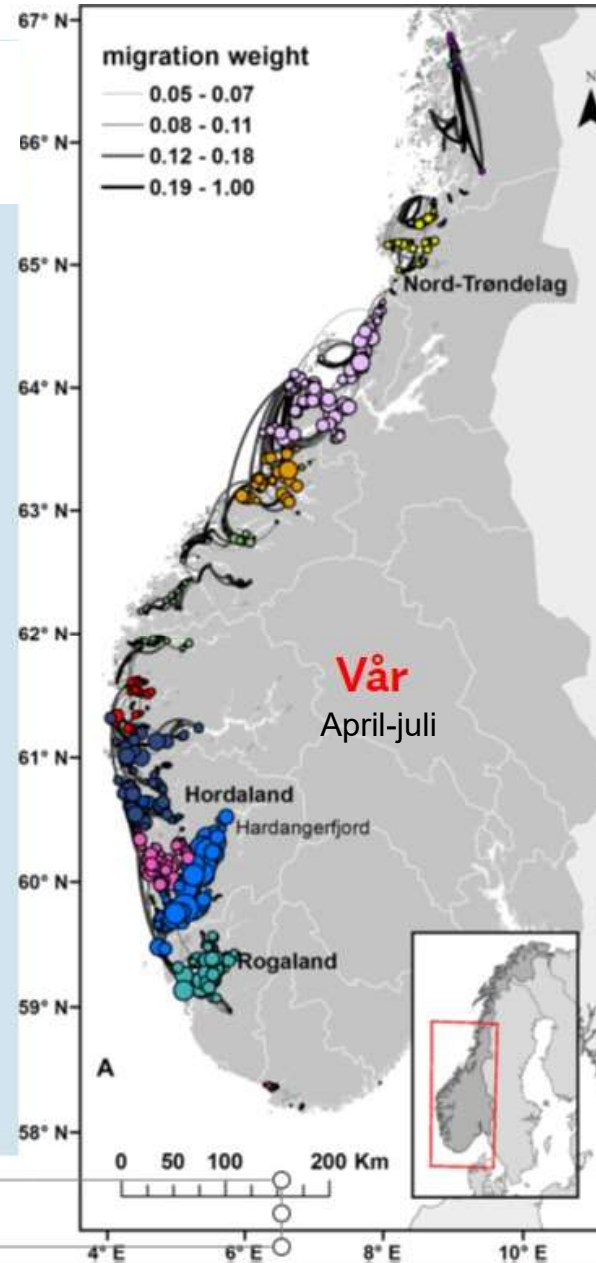 67° N
migration weight
0.05 - 0.07
0.08 - 0.11
0.12 - 0.18
0.19 - 1.00
N
66° N
65° N
Nord-Trøndelag
64° N
63° N
62° N
Vår
April-juli
61° N
Hordaland
Hardangerfjord
60° N
Rogaland
59° N
A
58° N
0 50 100 200 Km
4° E 6° E 8° E 10° E